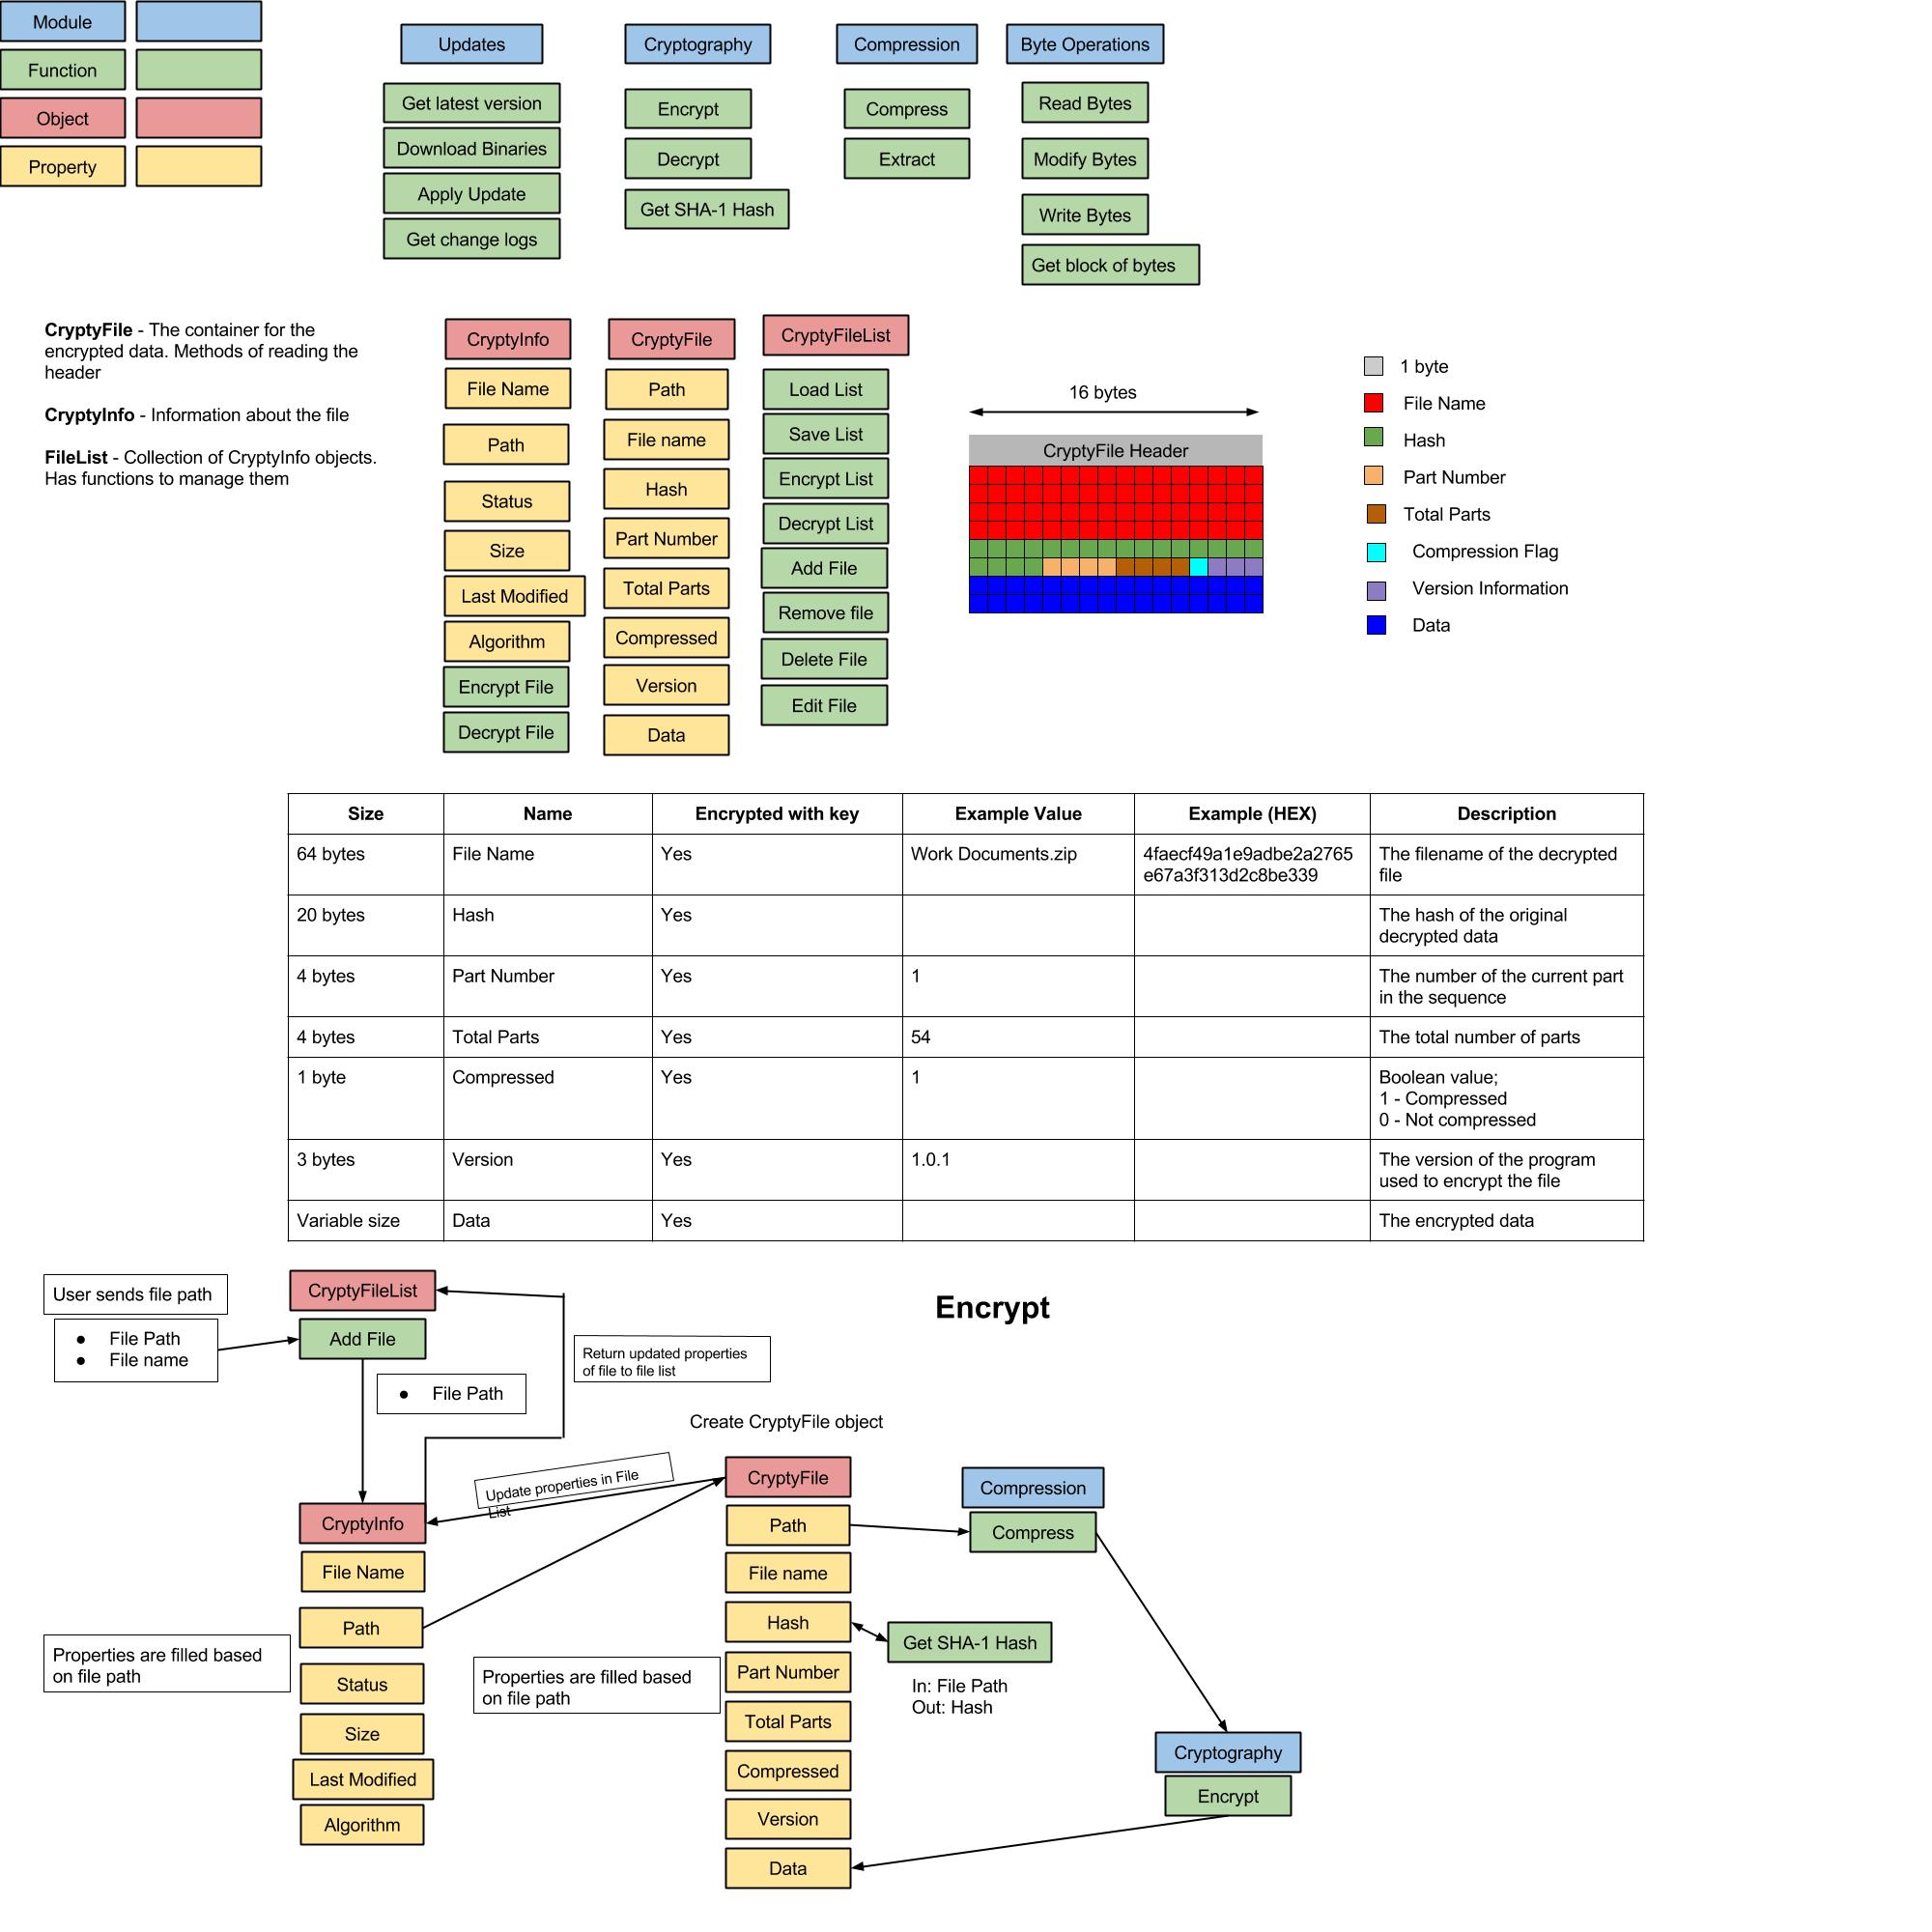 Module
Function
Object
Property
Updates
Get latest version
Download Binaries
Apply Update
Get change logs
Cryptography
Encrypt
Decrypt
Get SHA-1 Hash
Compression
Compress
Extract
Byte Operations
Read Bytes
Modify Bytes
Write Bytes
Get block of bytes
CryptyFile - The container for the
encrypted data. Methods of reading the
header
CryptyInfo - Information about the file
FileList - Collection of CryptyInfo objects.
Has functions to manage them
CryptyInfo
File Name
Path
Status
Size
Last Modified
Algorithm
Encrypt File
Decrypt File
CryptyFile
Path
File name
Hash
Part Number
Total Parts
Compressed
Version
Data
CryptyFileList
Load List
Save List
Encrypt List
Decrypt List
Add File
Remove file
Delete File
Edit File
16 bytes
CryptyFile Header
1 byte
File Name
Hash
Part Number
Total Parts
Compression Flag
Version Information
Data
Size Name Encrypted with key Example Value Example (HEX) Description
64 bytes File Name Yes Work Documents.zip 4faecf49a1e9adbe2a2765 The filename of the decrypted
e67a3f313d2c8be339 file
20 bytes Hash Yes The hash of the original
decrypted data
4 bytes Part Number Yes 1 The number of the current part
in the sequence
4 bytes Total Parts Yes 54 The total number of parts
1 byte Compressed Yes 1 Boolean value;
1 - Compressed
0 - Not compressed
3 bytes Version Yes 1.0.1 The version of the program
used to encrypt the file
Variable size Data Yes The encrypted data
Encrypt
User sends file path
● File Path
● File name
CryptyFileList
Add File
● File Path
Return updated properties
of file to file list
Create CryptyFile object
Update properties in File
List
CryptyInfo
File Name
Path
Status
Size
Last Modified
Algorithm
Properties are filled based
on file path
Properties are filled based
on file path
CryptyFile
Path
File name
Hash
Part Number
Total Parts
Compressed
Version
Data
Compression
Compress
Get SHA-1 Hash
In: File Path
Out: Hash
Cryptography
Encrypt